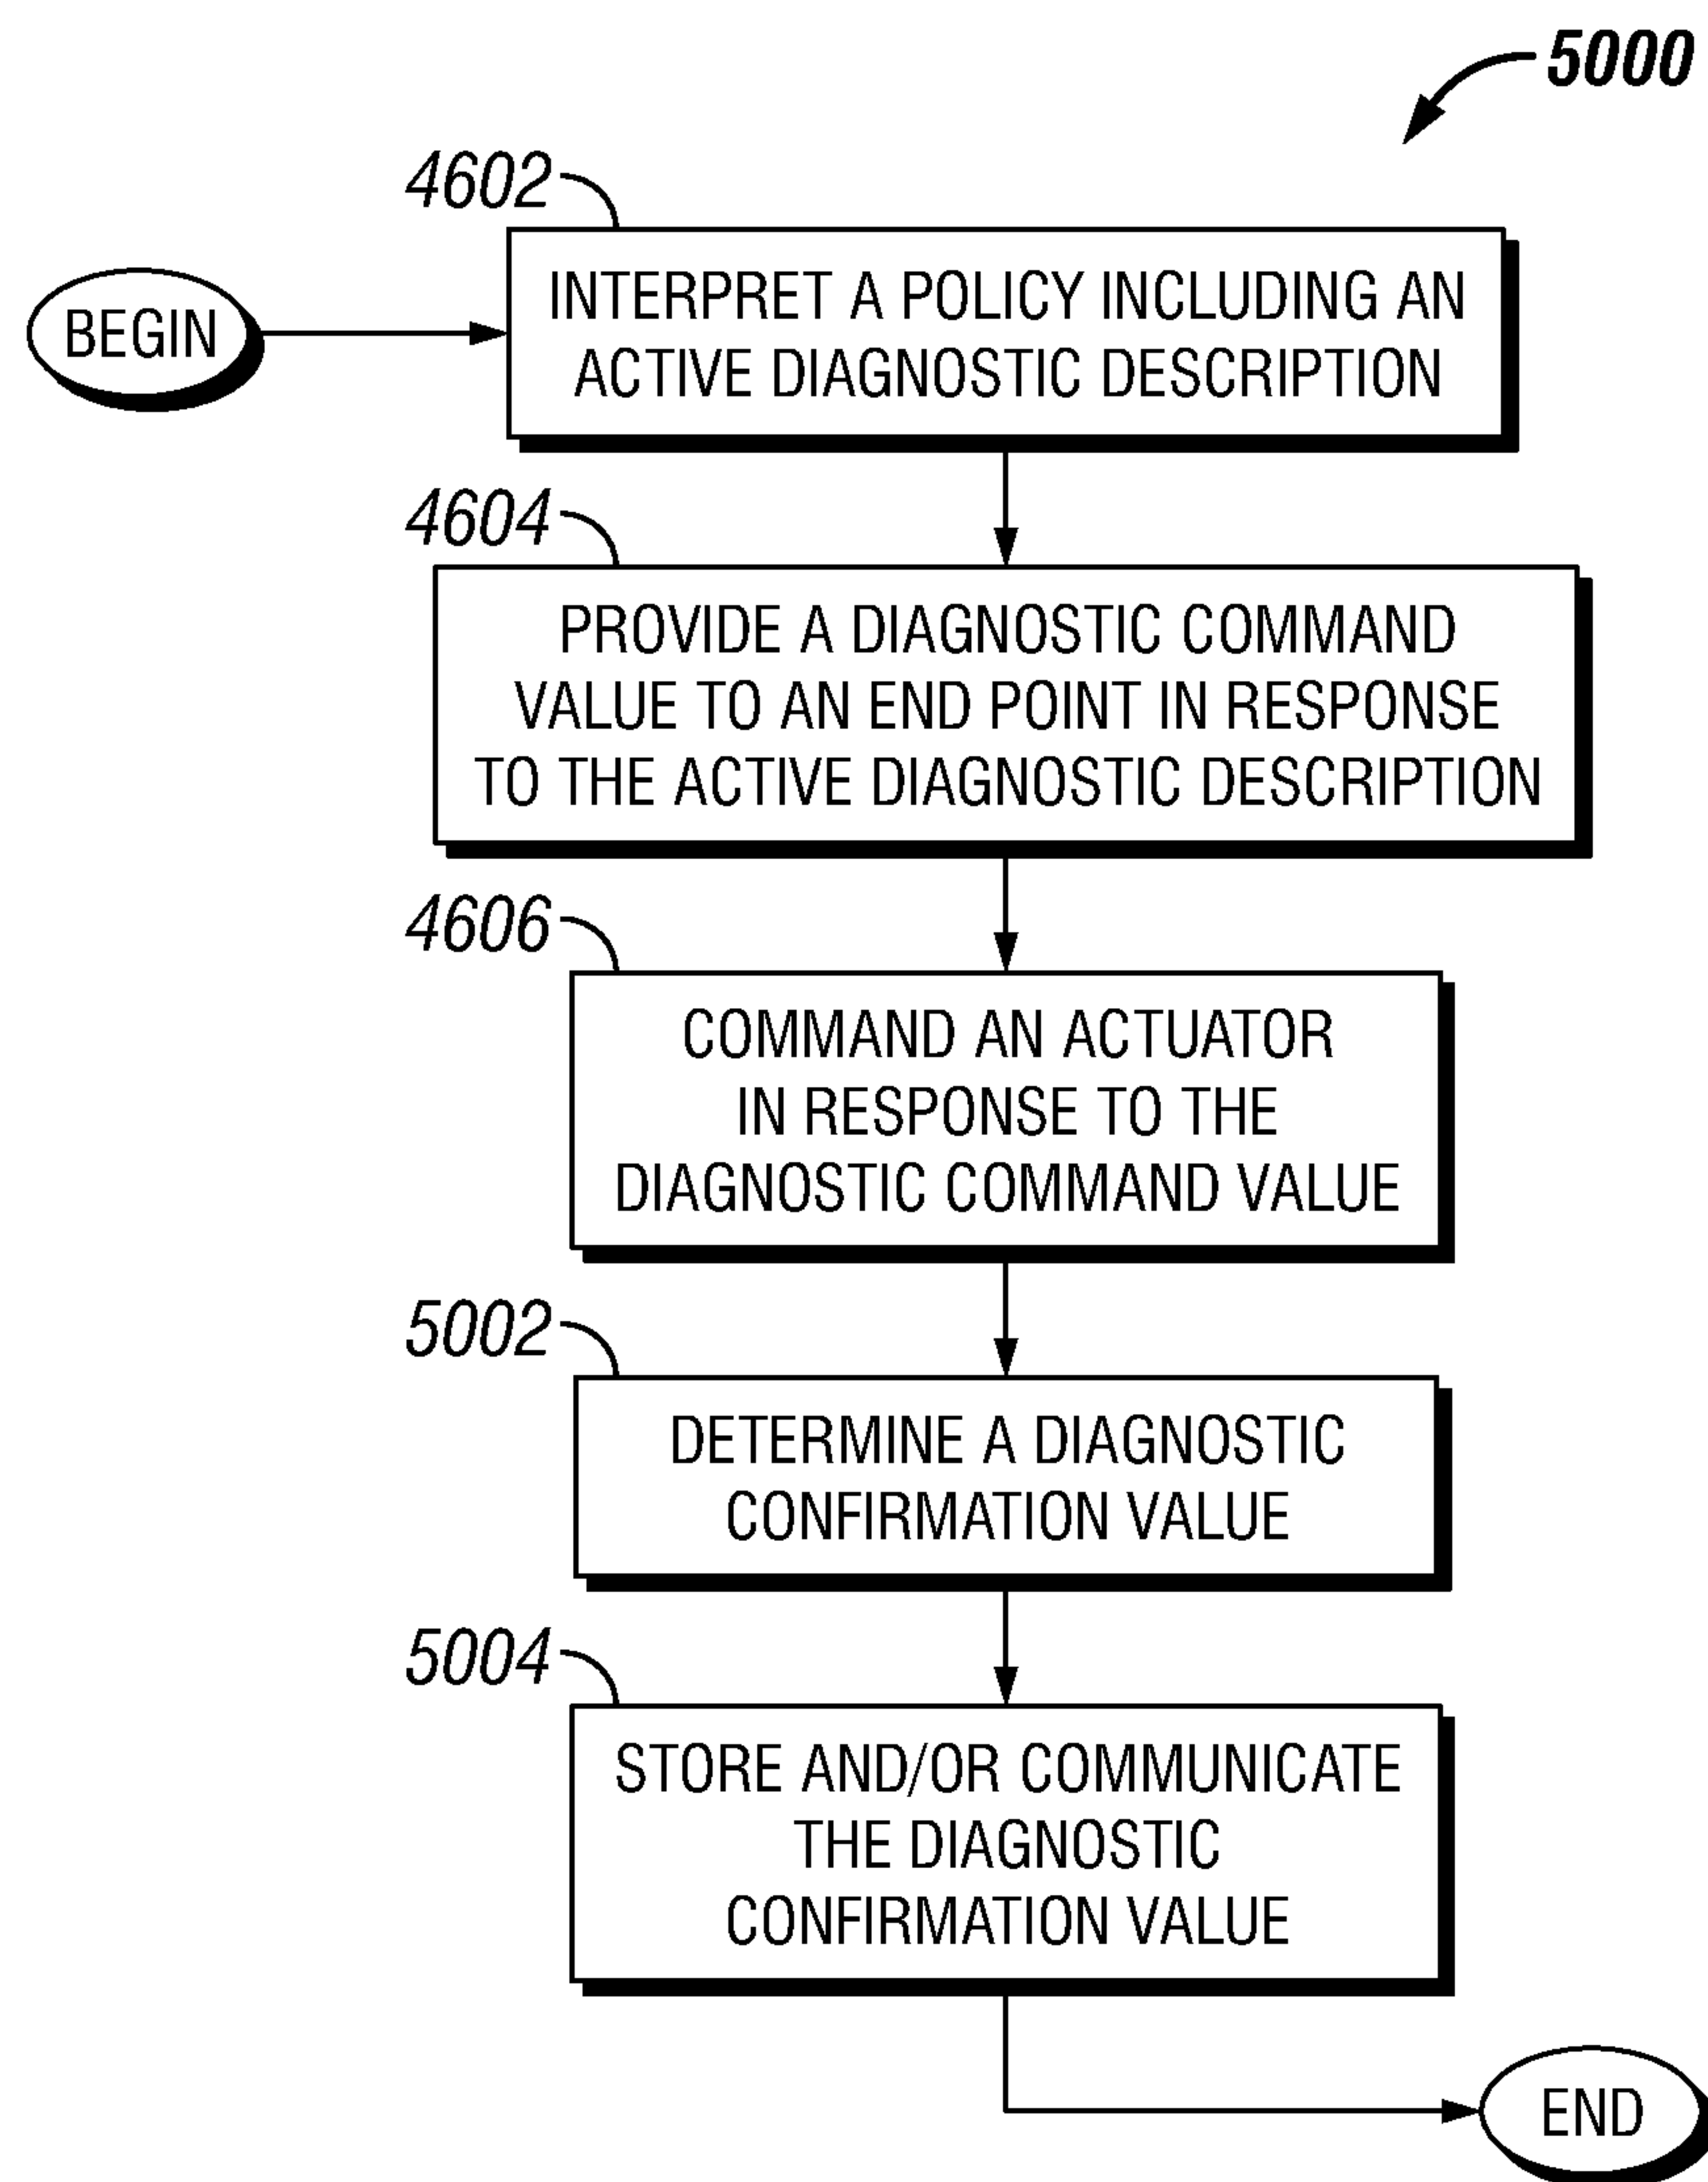 5000
4602
BEGIN
INTERPRET A POLICY INCLUDING AN
ACTIVE DIAGNOSTIC DESCRIPTION
4604
PROVIDE A DIAGNOSTIC COMMAND
VALUE TO AN END POINT IN RESPONSE
TO THE ACTIVE DIAGNOSTIC DESCRIPTION
4606
COMMAND AN ACTUATOR
IN RESPONSE TO THE
DIAGNOSTIC COMMAND VALUE
5002
DETERMINE A DIAGNOSTIC
CONFIRMATION VALUE
5004
STORE AND/OR COMMUNICATE
THE DIAGNOSTIC
CONFIRMATION VALUE
END